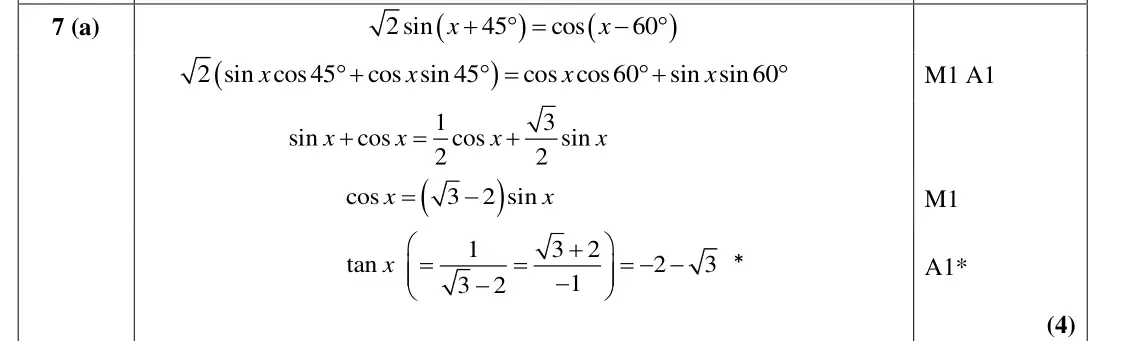 7 (a) √2 sin(x + 45°) = cos(x − 60°)
√2(sin x cos 45° + cos x sin 45°) = cos x cos 60° + sin x sin 60° M1 A1
sin x + cos x = 1/2 cos x + √3/2 sin x
cos x = (√3 − 2) sin x M1
tan x (= 1/(√3 − 2) = (√3 + 2)/−1) = −2 − √3 * A1*
(4)